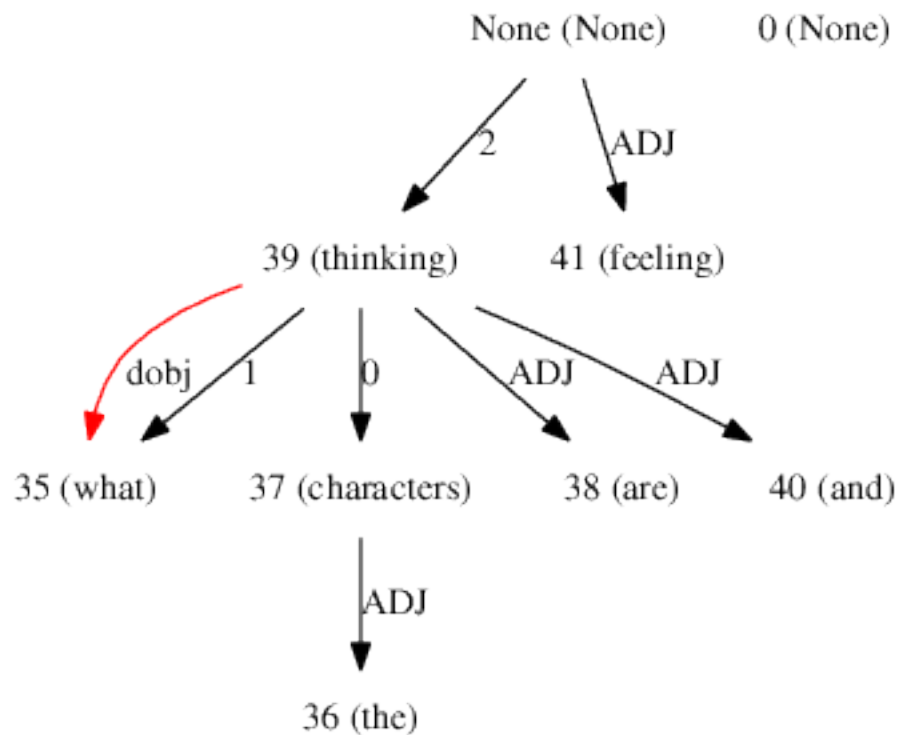 None (None) 0 (None)
2 ADJ
39 (thinking) 41 (feeling)
dobj 1 0 ADJ ADJ
35 (what) 37 (characters) 38 (are) 40 (and)
ADJ
36 (the)